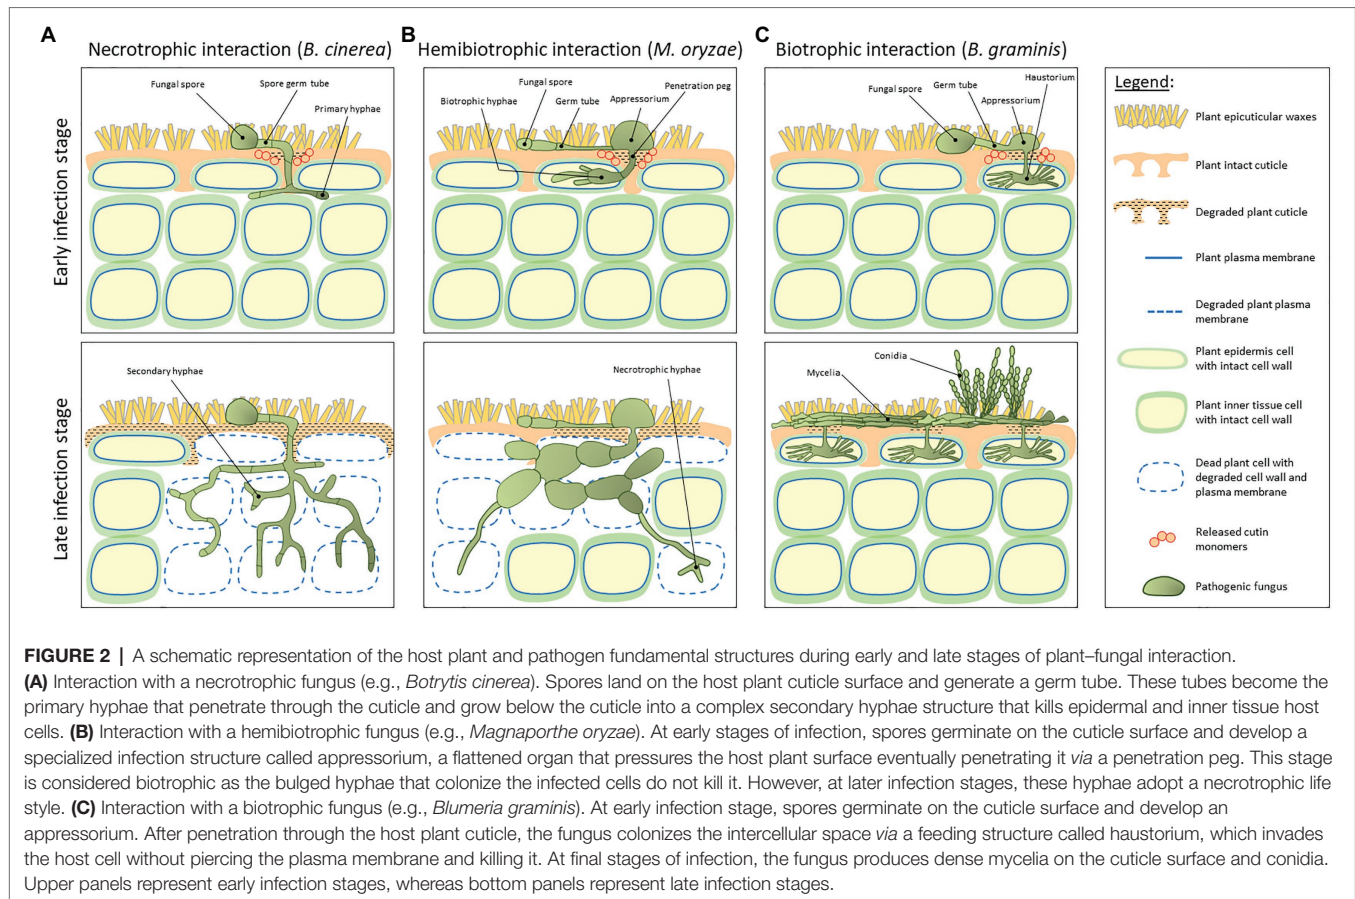 A
Necrotrophic interaction (B. cinerea)
B
Hemibiotrophic interaction (M. oryzae)
C
Biotrophic interaction (B. graminis)
Early infection stage
Fungal spore
Spore germ tube
Primary hyphae
Fungal spore
Biotrophic hyphae
Germ tube
Appressorium
Penetration peg
Fungal spore
Germ tube
Appressorium
Haustorium
Late infection stage
Secondary hyphae
Necrotrophic hyphae
Conidia
Mycelia
Legend:
Plant epicuticular waxes
Plant intact cuticle
Degraded plant cuticle
Plant plasma membrane
Degraded plant plasma
membrane
Plant epidermis cell
with intact cell wall
Plant inner tissue cell
with intact cell wall
Dead plant cell with
degraded cell wall and
plasma membrane
Released cutin
monomers
Pathogenic fungus
FIGURE 2 | A schematic representation of the host plant and pathogen fundamental structures during early and late stages of plant–fungal interaction.
(A) Interaction with a necrotrophic fungus (e.g., Botrytis cinerea). Spores land on the host plant cuticle surface and generate a germ tube. These tubes become the
primary hyphae that penetrate through the cuticle and grow below the cuticle into a complex secondary hyphae structure that kills epidermal and inner tissue host
cells. (B) Interaction with a hemibiotrophic fungus (e.g., Magnaporthe oryzae). At early stages of infection, spores germinate on the cuticle surface and develop a
specialized infection structure called appressorium, a flattened organ that pressures the host plant surface eventually penetrating it via a penetration peg. This stage
is considered biotrophic as the bulged hyphae that colonize the infected cells do not kill it. However, at later infection stages, these hyphae adopt a necrotrophic life
style. (C) Interaction with a biotrophic fungus (e.g., Blumeria graminis). At early infection stage, spores germinate on the cuticle surface and develop an
appressorium. After penetration through the host plant cuticle, the fungus colonizes the intercellular space via a feeding structure called haustorium, which invades
the host cell without piercing the plasma membrane and killing it. At final stages of infection, the fungus produces dense mycelia on the cuticle surface and conidia.
Upper panels represent early infection stages, whereas bottom panels represent late infection stages.